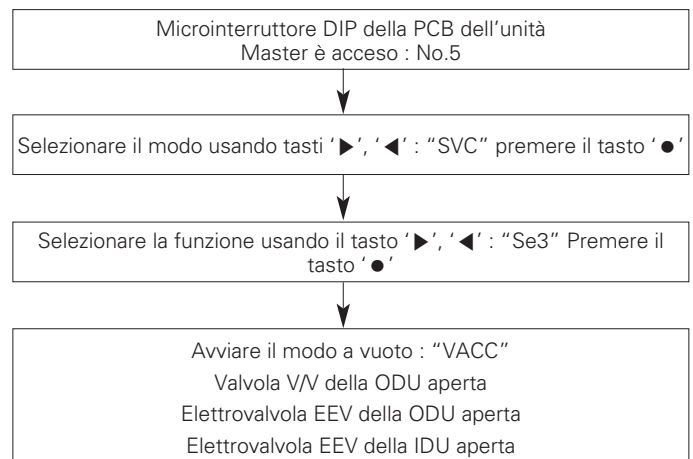 Microinterruttore DIP della PCB dell'unità
Master è acceso : No.5
Selezionare il modo usando tasti ‘▶’, ‘◀’ : “SVC” premere il tasto ‘●’
Selezionare la funzione usando il tasto ‘▶’, ‘◀’ : “Se3” Premere il
tasto ‘●’
Avviare il modo a vuoto : “VACC”
Valvola V/V della ODU aperta
Elettrovalvola EEV della ODU aperta
Elettrovalvola EEV della IDU aperta